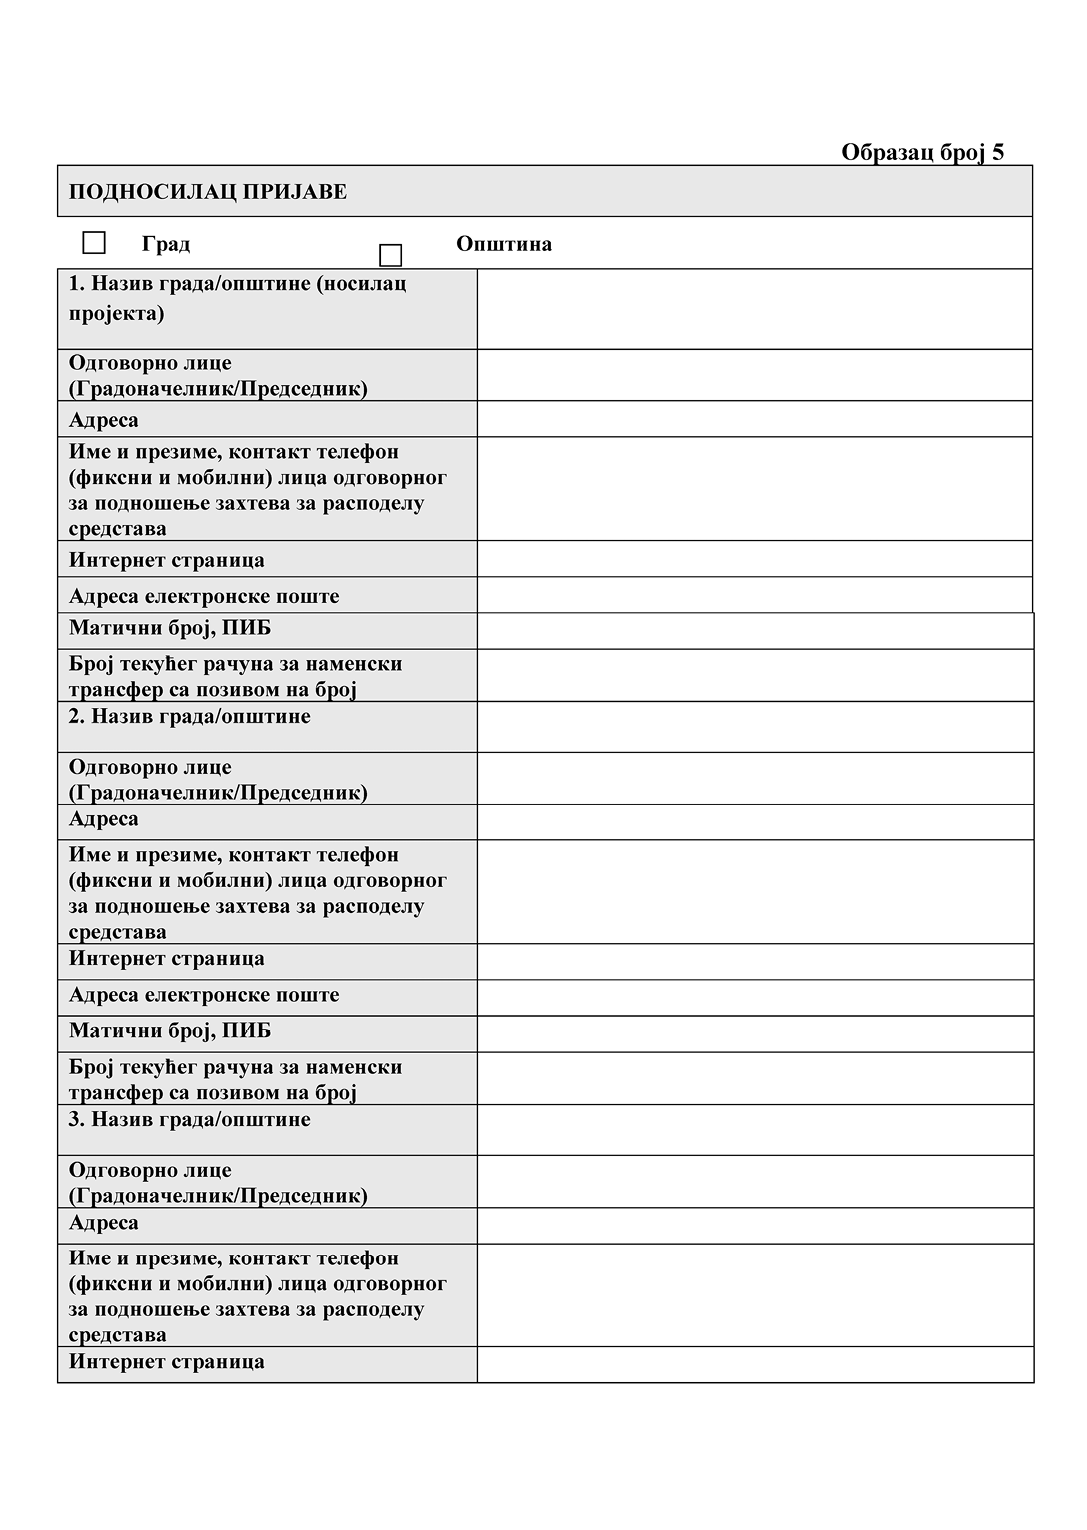 Образац број 5
ПОДНОСИЛАЦ ПРИЈАВЕ
Град Општина
1. Назив града/општине (носилац
пројекта)
Одговорно лице
(Градоначелник/Председник)
Адреса
Име и презиме, контакт телефон
(фиксни и мобилни) лица одговорног
за подношење захтева за расподелу
средстава
Интернет страница
Адреса електронске поште
Матични број, ПИБ
Број текућег рачуна за наменски
трансфер са позивом на број
2. Назив града/општине
Одговорно лице
(Градоначелник/Председник)
Адреса
Име и презиме, контакт телефон
(фиксни и мобилни) лица одговорног
за подношење захтева за расподелу
средстава
Интернет страница
Адреса електронске поште
Матични број, ПИБ
Број текућег рачуна за наменски
трансфер са позивом на број
3. Назив града/општине
Одговорно лице
(Градоначелник/Председник)
Адреса
Име и презиме, контакт телефон
(фиксни и мобилни) лица одговорног
за подношење захтева за расподелу
средстава
Интернет страница